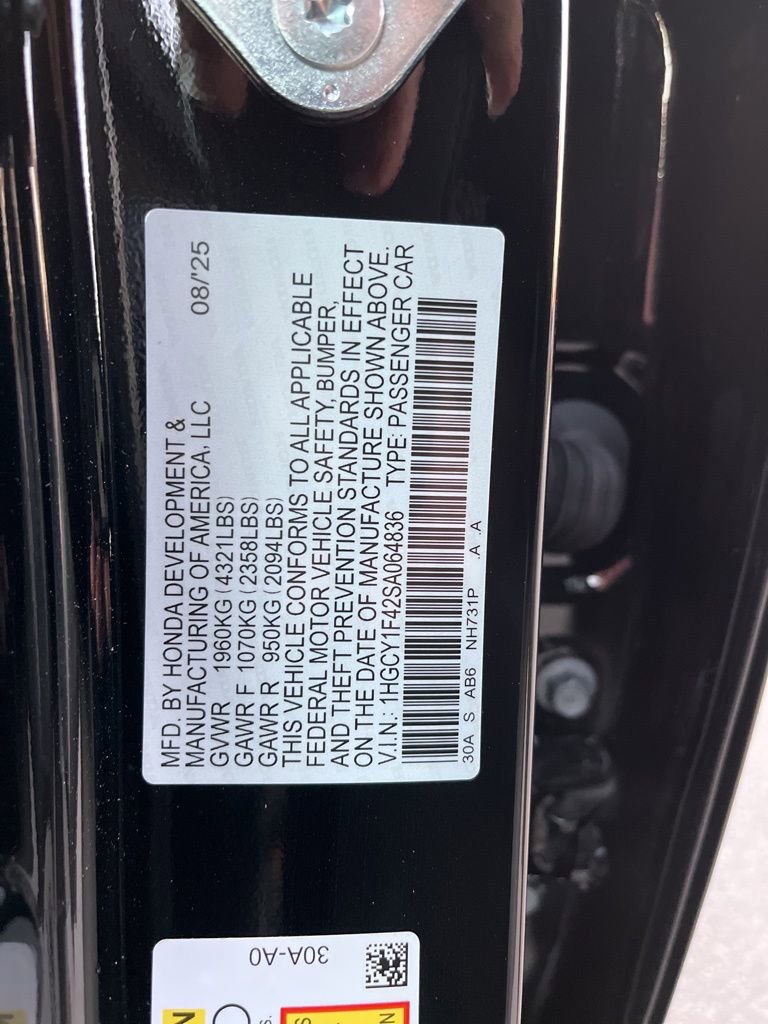 MFD. BY HONDA DEVELOPMENT &
MANUFACTURING OF AMERICA, LLC 08/'25
GVWR 1960KG (4321LBS)
GAWR F 1070KG (2358LBS)
GAWR R 950KG (2094LBS)
THIS VEHICLE CONFORMS TO ALL APPLICABLE
FEDERAL MOTOR VEHICLE SAFETY, BUMPER,
AND THEFT PREVENTION STANDARDS IN EFFECT
ON THE DATE OF MANUFACTURE SHOWN ABOVE.
V.I.N.: 1HGCY1F42SA064836 TYPE: PASSENGER CAR
30A S AB6 NH731P .A .A
30A-A0